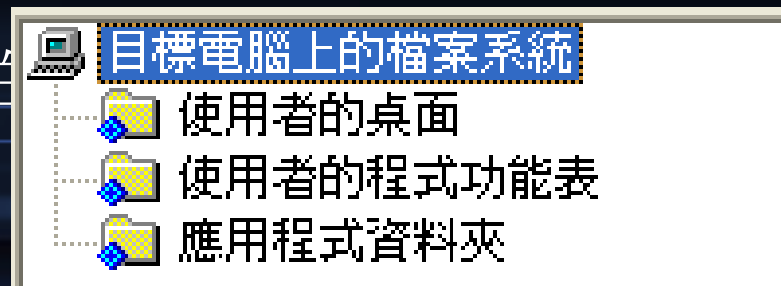 目標電腦上的檔案系統
使用者的桌面
使用者的程式功能表
應用程式資料夾